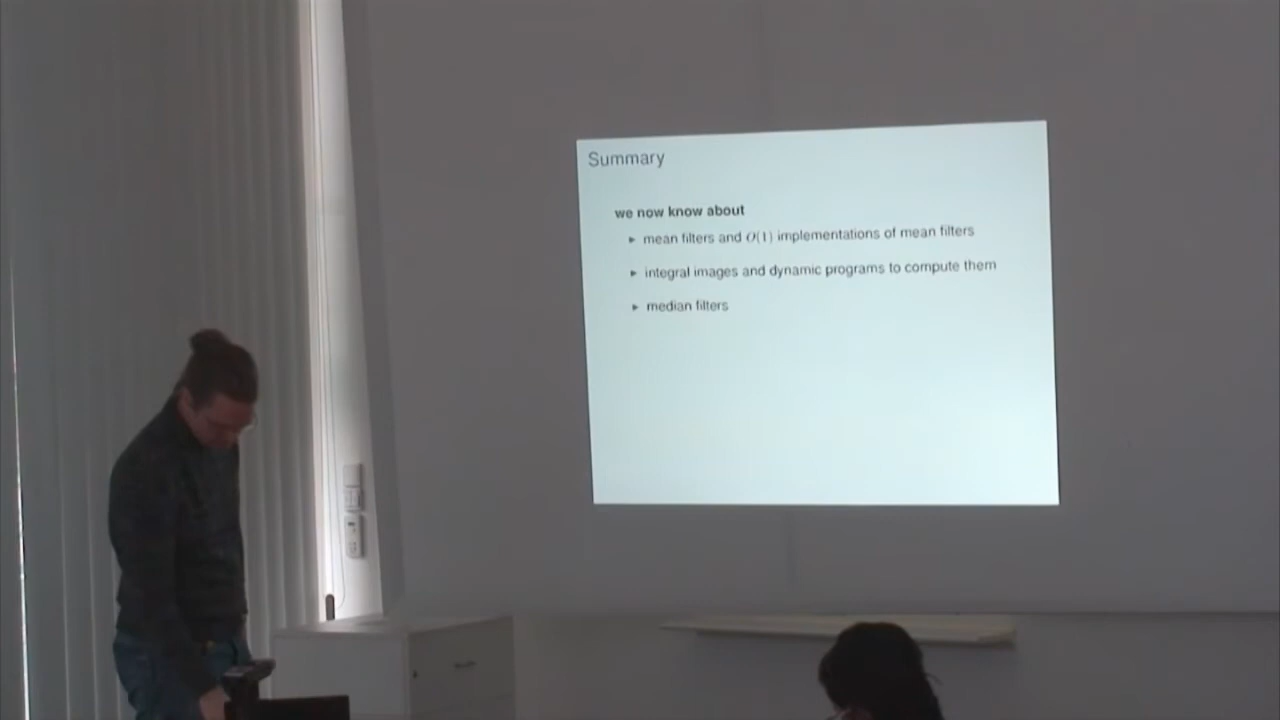 Summary
we now know about
▸ mean filters and O(1) implementations of mean filters
▸ integral images and dynamic programs to compute them
▸ median filters